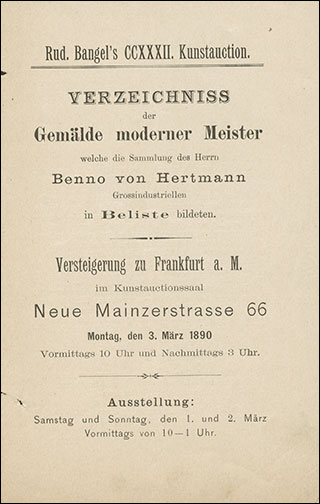 Rud. Bangel's CCXXXII. Kunstauction.
VERZEICHNISS
der
Gemälde moderner Meister
welche die Sammlung des Herrn
Benno von Hertmann
Grossindustriellen
in Beliste bildeten.
Versteigerung zu Frankfurt a. M.
im Kunstauctionssaal
Neue Mainzerstrasse 66
Montag, den 3. März 1890
Vormittags 10 Uhr und Nachmittags 3 Uhr.
Ausstellung:
Samstag und Sonntag, den 1. und 2. März
Vormittags von 10—1 Uhr.